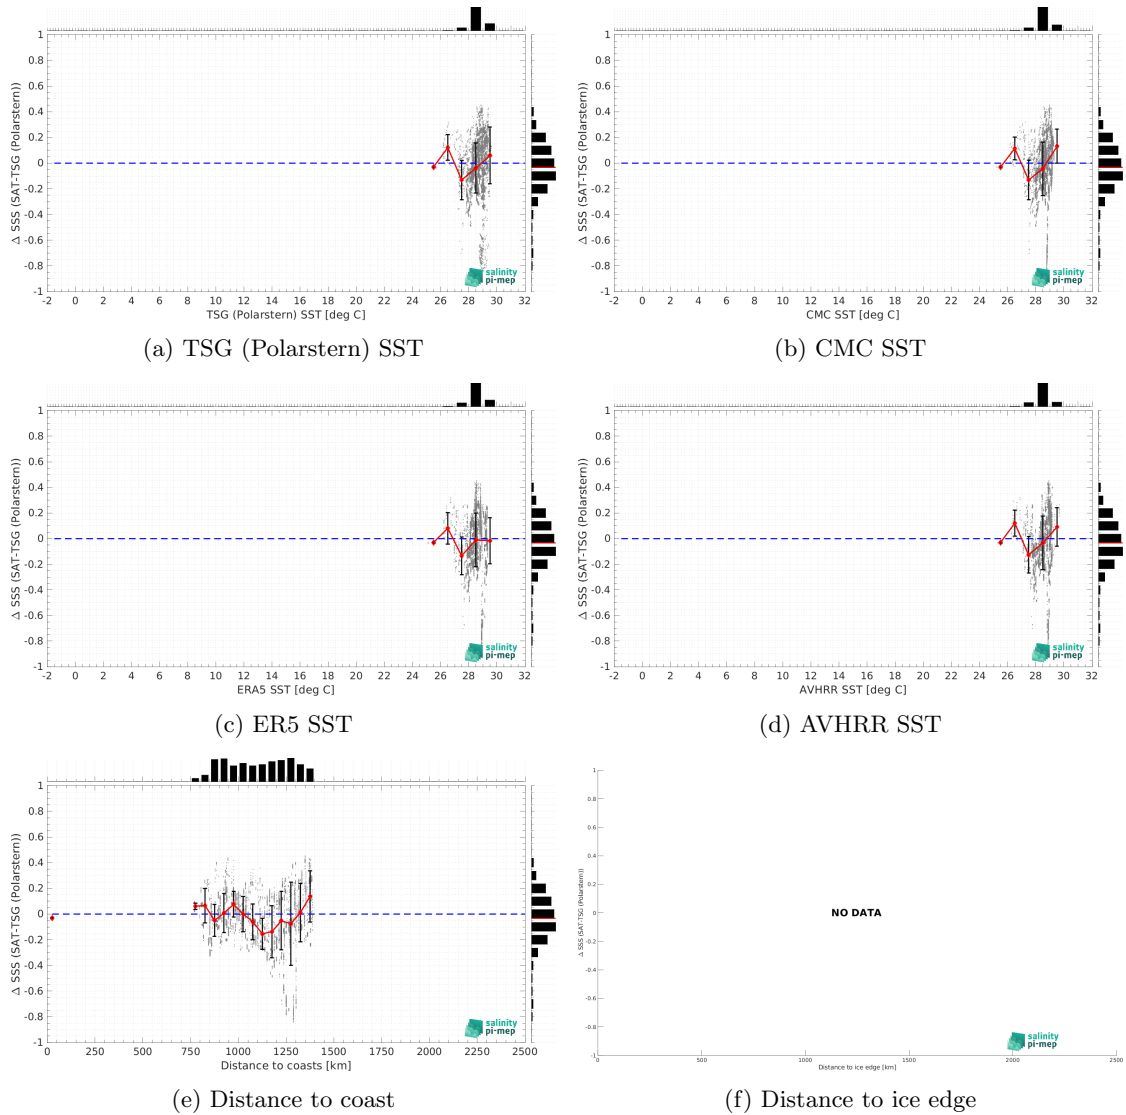 1
0.8
0.6
0.4
0.2
0
-0.2
-0.4
-0.6
-0.8
-1
Δ SSS (SAT-TSG (Polarstern))
salinity
pi-mep
-2 0 2 4 6 8 10 12 14 16 18 20 22 24 26 28 30 32
TSG (Polarstern) SST [deg C]
(a) TSG (Polarstern) SST
1
0.8
0.6
0.4
0.2
0
-0.2
-0.4
-0.6
-0.8
-1
Δ SSS (SAT-TSG (Polarstern))
salinity
pi-mep
-2 0 2 4 6 8 10 12 14 16 18 20 22 24 26 28 30 32
CMC SST [deg C]
(b) CMC SST
1
0.8
0.6
0.4
0.2
0
-0.2
-0.4
-0.6
-0.8
-1
Δ SSS (SAT-TSG (Polarstern))
salinity
pi-mep
-2 0 2 4 6 8 10 12 14 16 18 20 22 24 26 28 30 32
ERA5 SST [deg C]
(c) ER5 SST
1
0.8
0.6
0.4
0.2
0
-0.2
-0.4
-0.6
-0.8
-1
Δ SSS (SAT-TSG (Polarstern))
salinity
pi-mep
-2 0 2 4 6 8 10 12 14 16 18 20 22 24 26 28 30 32
AVHRR SST [deg C]
(d) AVHRR SST
1
0.8
0.6
0.4
0.2
0
-0.2
-0.4
-0.6
-0.8
-1
Δ SSS (SAT-TSG (Polarstern))
salinity
pi-mep
0 250 500 750 1000 1250 1500 1750 2000 2250 2500
Distance to coasts [km]
(e) Distance to coast
1
0.8
0.6
0.4
0.2
0
-0.2
-0.4
-0.6
-0.8
-1
Δ SSS (SAT-TSG (Polarstern))
NO DATA
salinity
pi-mep
0 500 1000 1500 2000 2500
Distance to ice edge [km]
(f) Distance to ice edge